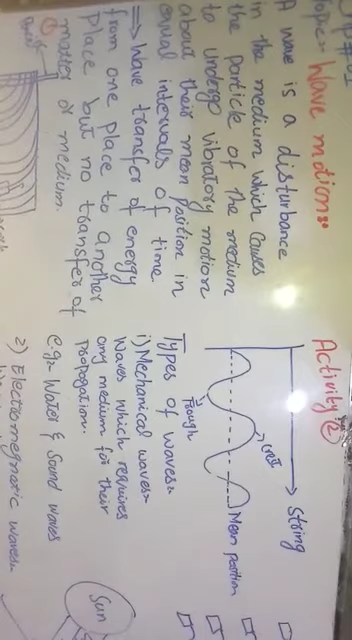 Topic- Wave motion:-
A wave is a disturbance
in the medium which causes
the particle of the medium
to undergo vibratory motion
about their mean position in
equal intervals of time
=> Wave transfer of energy
from one place to another
place but no transfer of
matter or medium.
Activity (2)
String
crest
Trough
Mean position
Types of waves:-
i) Mechanical waves:-
waves which requires
any medium for their
propogation.
e.g:- Water & Sound waves
2) Electromegnatic waves:-
Sun